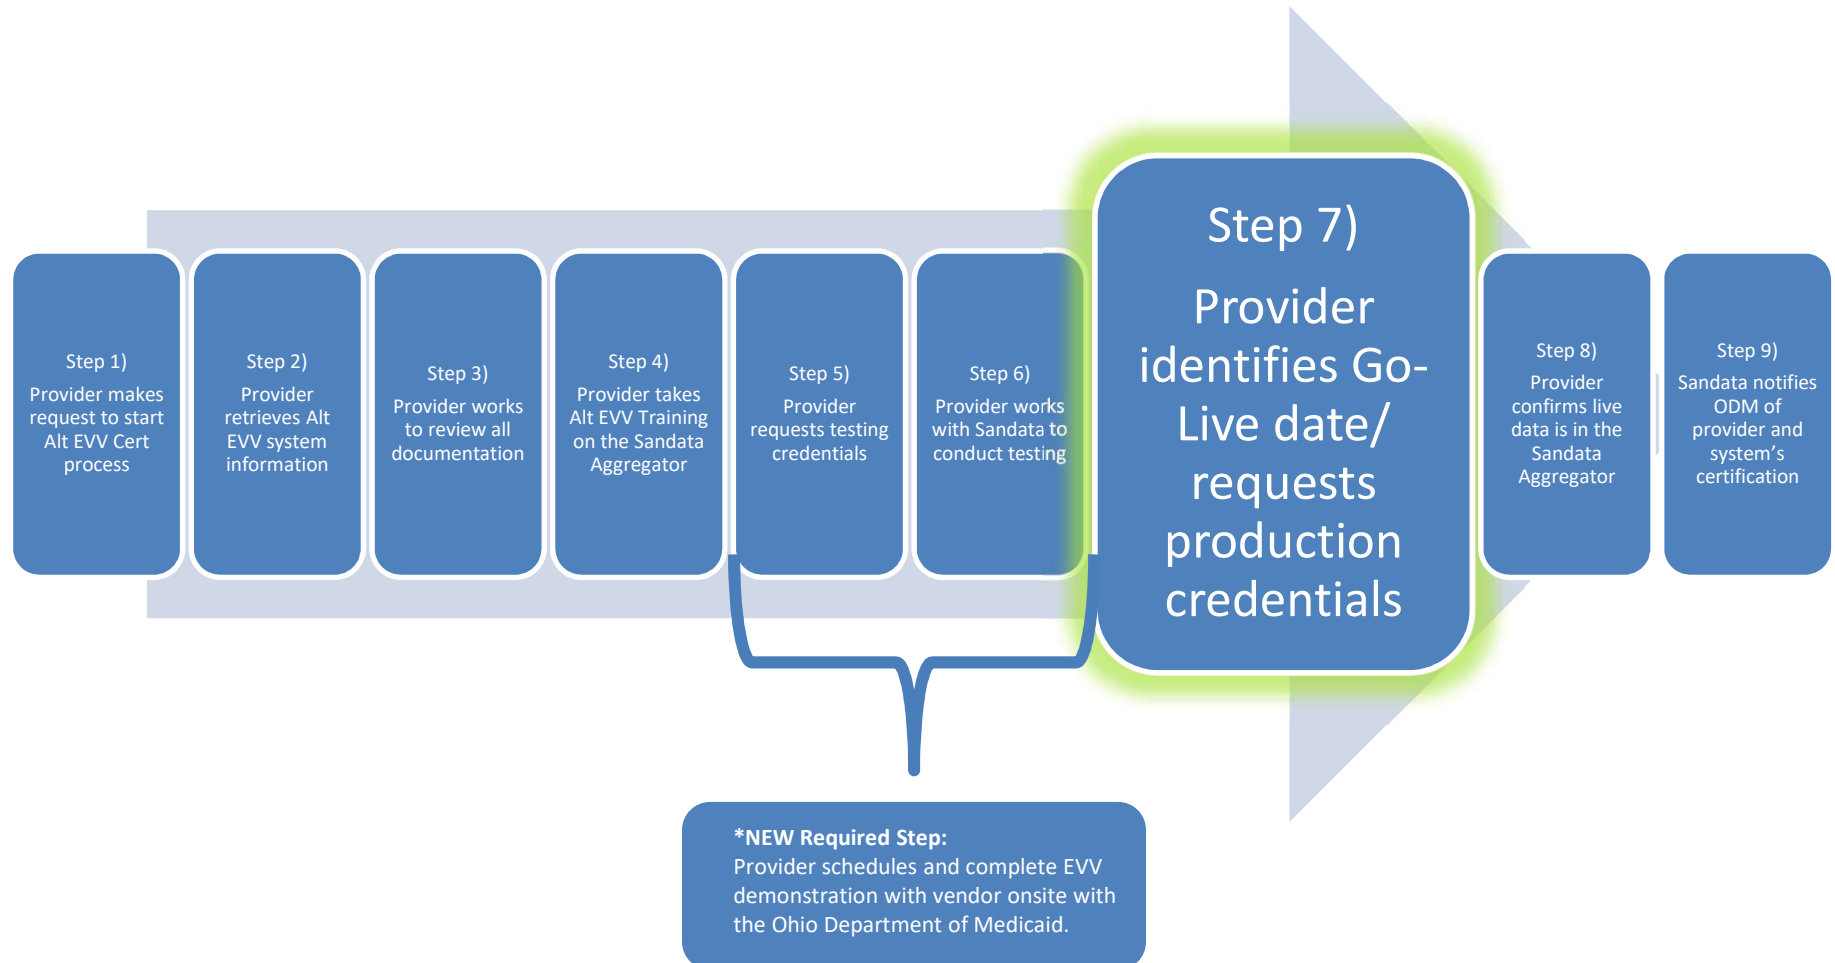 Step 1)
Provider makes
request to start
Alt EVV Cert
process
Step 2)
Provider
retrieves Alt
EVV system
information
Step 3)
Provider works
to review all
documentation
Step 4)
Provider takes
Alt EVV Training
on the Sandata
Aggregator
Step 5)
Provider
requests testing
credentials
Step 6)
Provider works
with Sandata to
conduct testing
Step 7)
Provider
identifies Go-
Live date/
requests
production
credentials
Step 8)
Provider
confirms live
data is in the
Sandata
Aggregator
Step 9)
Sandata notifies
ODM of
provider and
system’s
certification
*NEW Required Step:
Provider schedules and complete EVV
demonstration with vendor onsite with
the Ohio Department of Medicaid.